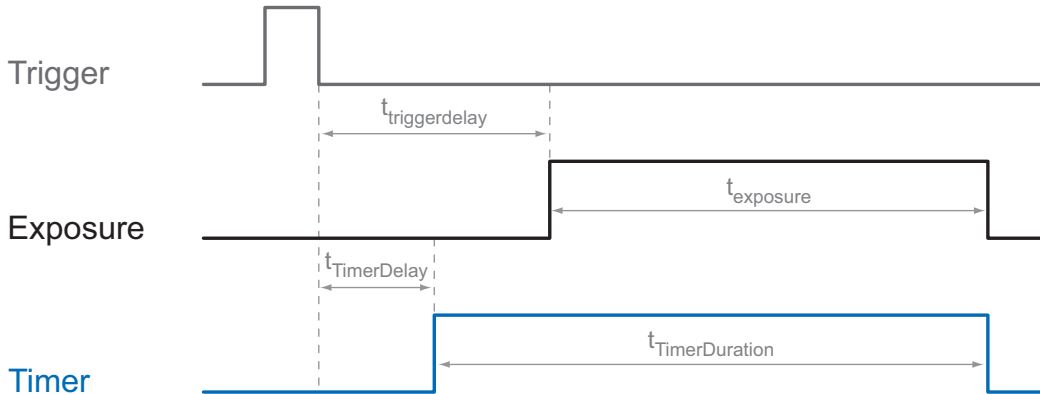 Trigger
t_triggerdelay
t_exposure
Exposure
t_TimerDelay
t_TimerDuration
Timer